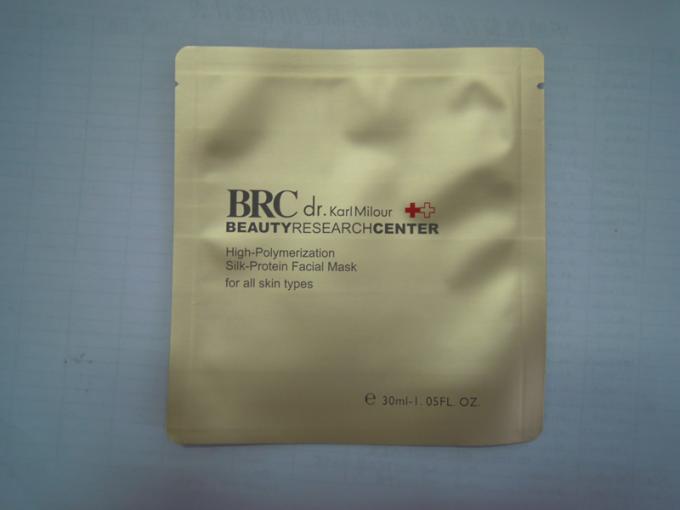 BRC dr. Karl Milour
BEAUTYRESEARCHCENTER
High-Polymerization
Silk-Protein Facial Mask
for all skin types
℮ 30ml-1.05FL. OZ.